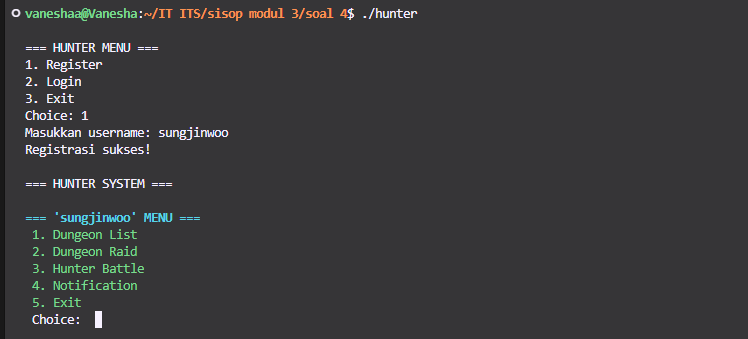 vaneshaa@Vanesha:~/IT ITS/sisop modul 3/soal 4$ ./hunter
=== HUNTER MENU ===
1. Register
2. Login
3. Exit
Choice: 1
Masukkan username: sungjinwoo
Registrasi sukses!
=== HUNTER SYSTEM ===
=== 'sungjinwoo' MENU ===
1. Dungeon List
2. Dungeon Raid
3. Hunter Battle
4. Notification
5. Exit
Choice: